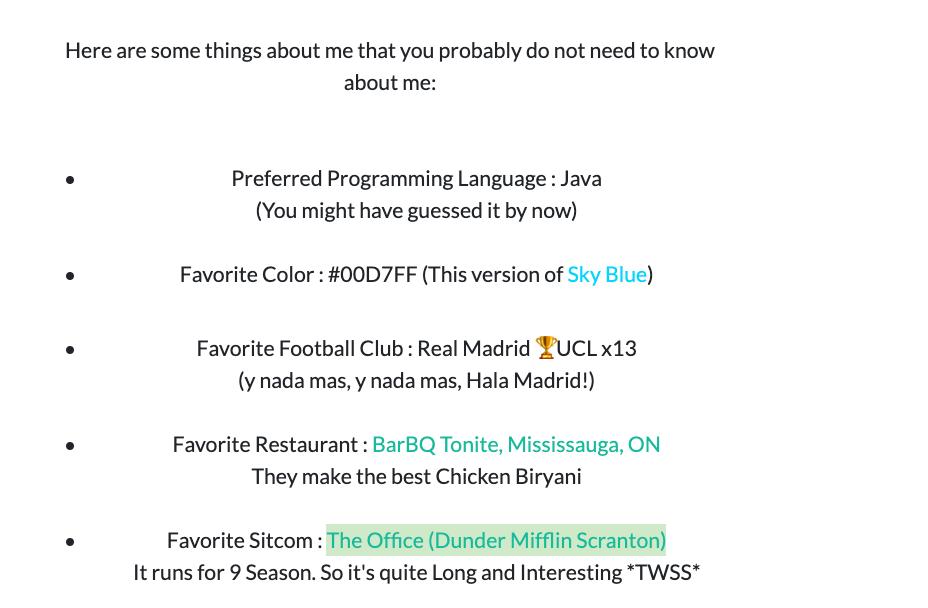 Here are some things about me that you probably do not need to know
about me:
• Preferred Programming Language : Java
(You might have guessed it by now)
• Favorite Color : #00D7FF (This version of Sky Blue)
• Favorite Football Club : Real Madrid 🏆UCL x13
(y nada mas, y nada mas, Hala Madrid!)
• Favorite Restaurant : BarBQ Tonite, Mississauga, ON
They make the best Chicken Biryani
• Favorite Sitcom : The Office (Dunder Mifflin Scranton)
It runs for 9 Season. So it's quite Long and Interesting *TWSS*